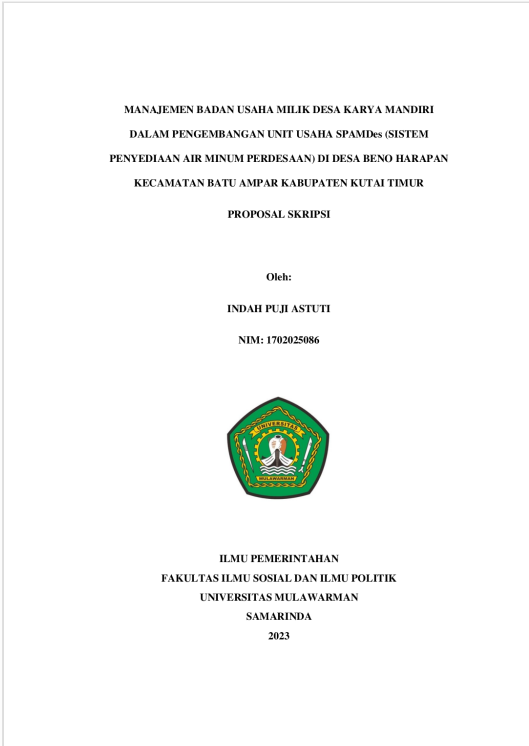 MANAJEMEN BADAN USAHA MILIK DESA KARYA MANDIRI
DALAM PENGEMBANGAN UNIT USAHA SPAMDes (SISTEM
PENYEDIAAN AIR MINUM PERDESAAN) DI DESA BENO HARAPAN
KECAMATAN BATU AMPAR KABUPATEN KUTAI TIMUR
PROPOSAL SKRIPSI
Oleh:
INDAH PUJI ASTUTI
NIM: 1702025086
UNIVERSITAS
MULAWARMAN
ILMU PEMERINTAHAN
FAKULTAS ILMU SOSIAL DAN ILMU POLITIK
UNIVERSITAS MULAWARMAN
SAMARINDA
2023